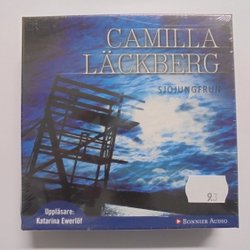 CAMILLA
LÄCKBERG
SJÖJUNGFRUN
Uppläsare:
Katarina Ewerlöf
BONNIER AUDIO